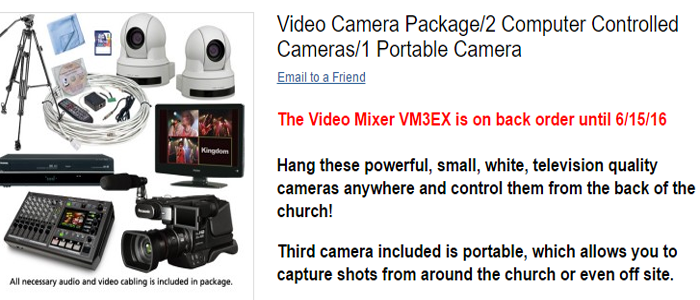 Video Camera Package/2 Computer Controlled
Cameras/1 Portable Camera
Email to a Friend
The Video Mixer VM3EX is on back order until 6/15/16
Hang these powerful, small, white, television quality
cameras anywhere and control them from the back of the
church!
Third camera included is portable, which allows you to
capture shots from around the church or even off site.
Kingdom
All necessary audio and video cabling is included in package.